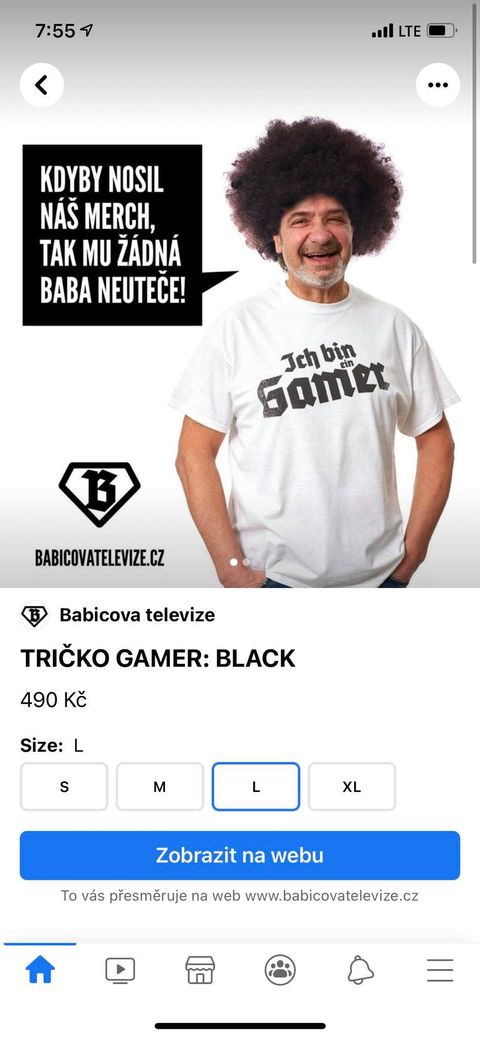 7:55
LTE
KDYBY NOSIL
NÁŠ MERCH,
TAK MU ŽÁDNÁ
BABA NEUTEČE!
Ich bin
ein
Gamer
B
BABICOVATELEVIZE.CZ
B Babicova televize
TRIČKO GAMER: BLACK
490 Kč
Size: L
S M L XL
Zobrazit na webu
To vás přesměruje na web www.babicovatelevize.cz